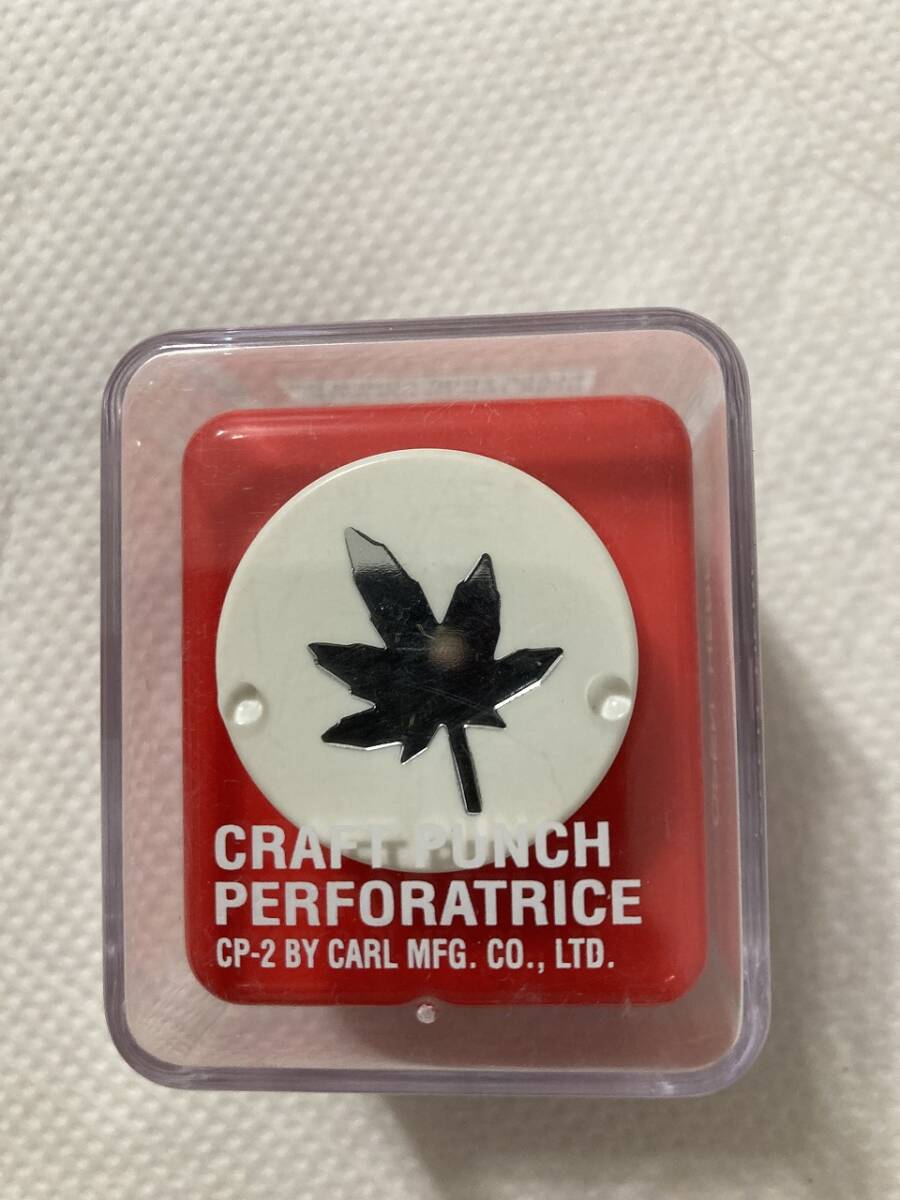 CRAFT PUNCH
PERFORATRICE
CP-2 BY CARL MFG. CO., LTD.